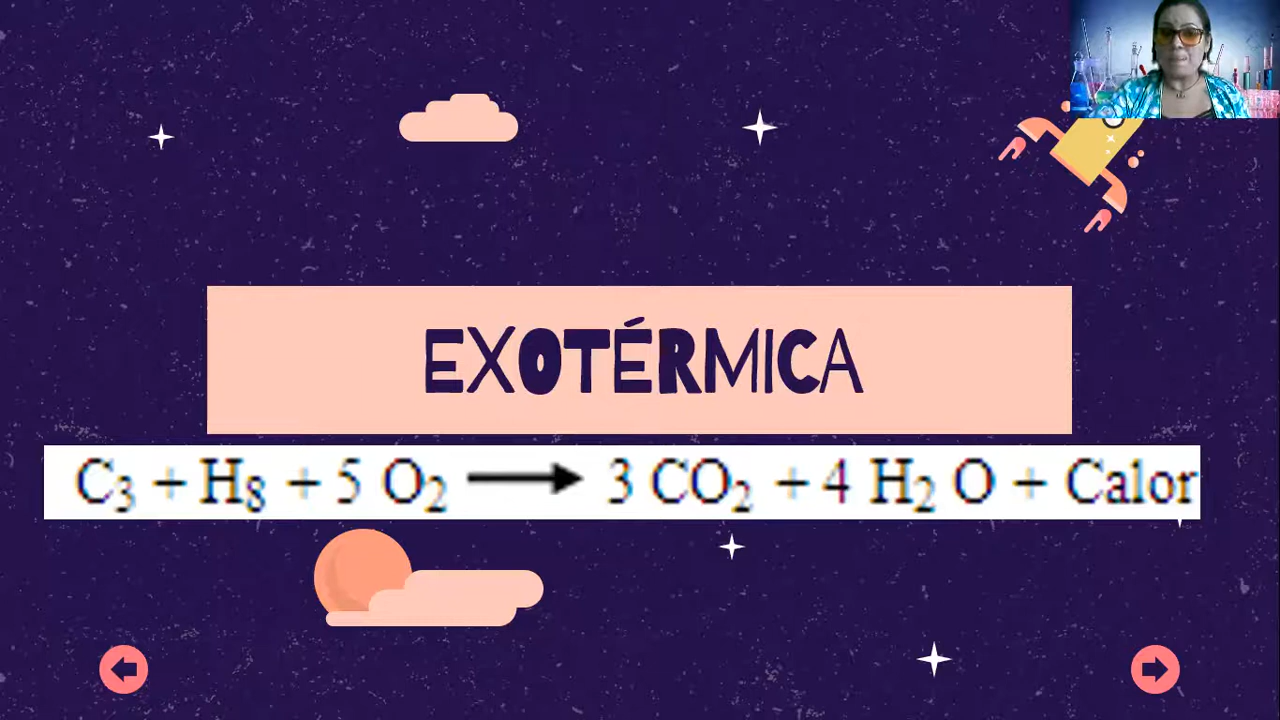 EXOTÉRMICA
C₃ + H₈ + 5 O₂ ⟶ 3 CO₂ + 4 H₂ O + Calor